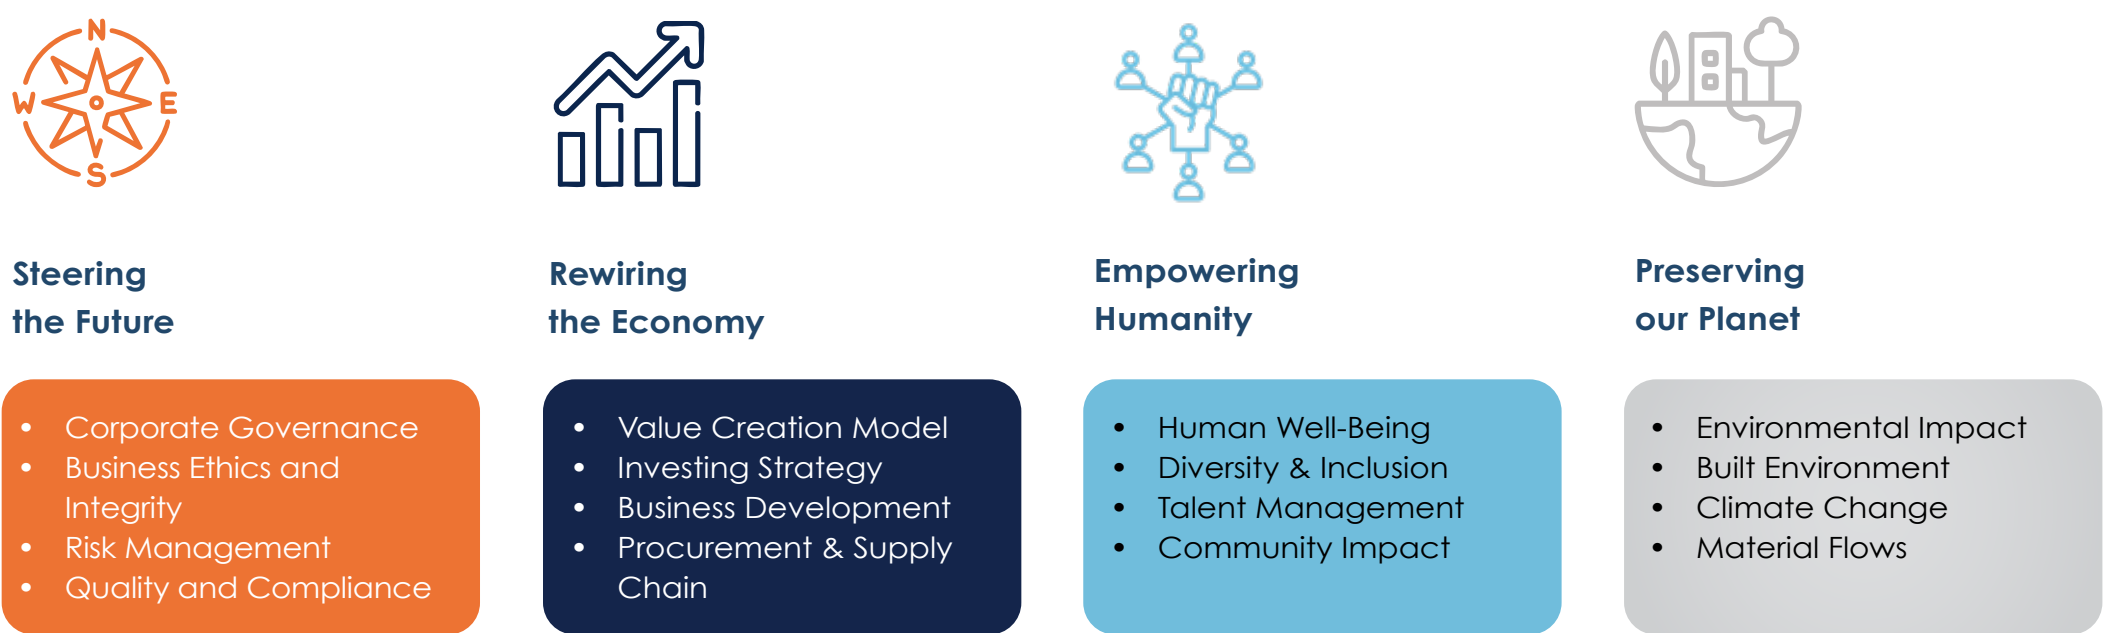 N
W
E
S
Steering
the Future
• Corporate Governance
• Business Ethics and
Integrity
• Risk Management
• Quality and Compliance
Rewiring
the Economy
• Value Creation Model
• Investing Strategy
• Business Development
• Procurement & Supply
Chain
Empowering
Humanity
• Human Well-Being
• Diversity & Inclusion
• Talent Management
• Community Impact
Preserving
our Planet
• Environmental Impact
• Built Environment
• Climate Change
• Material Flows